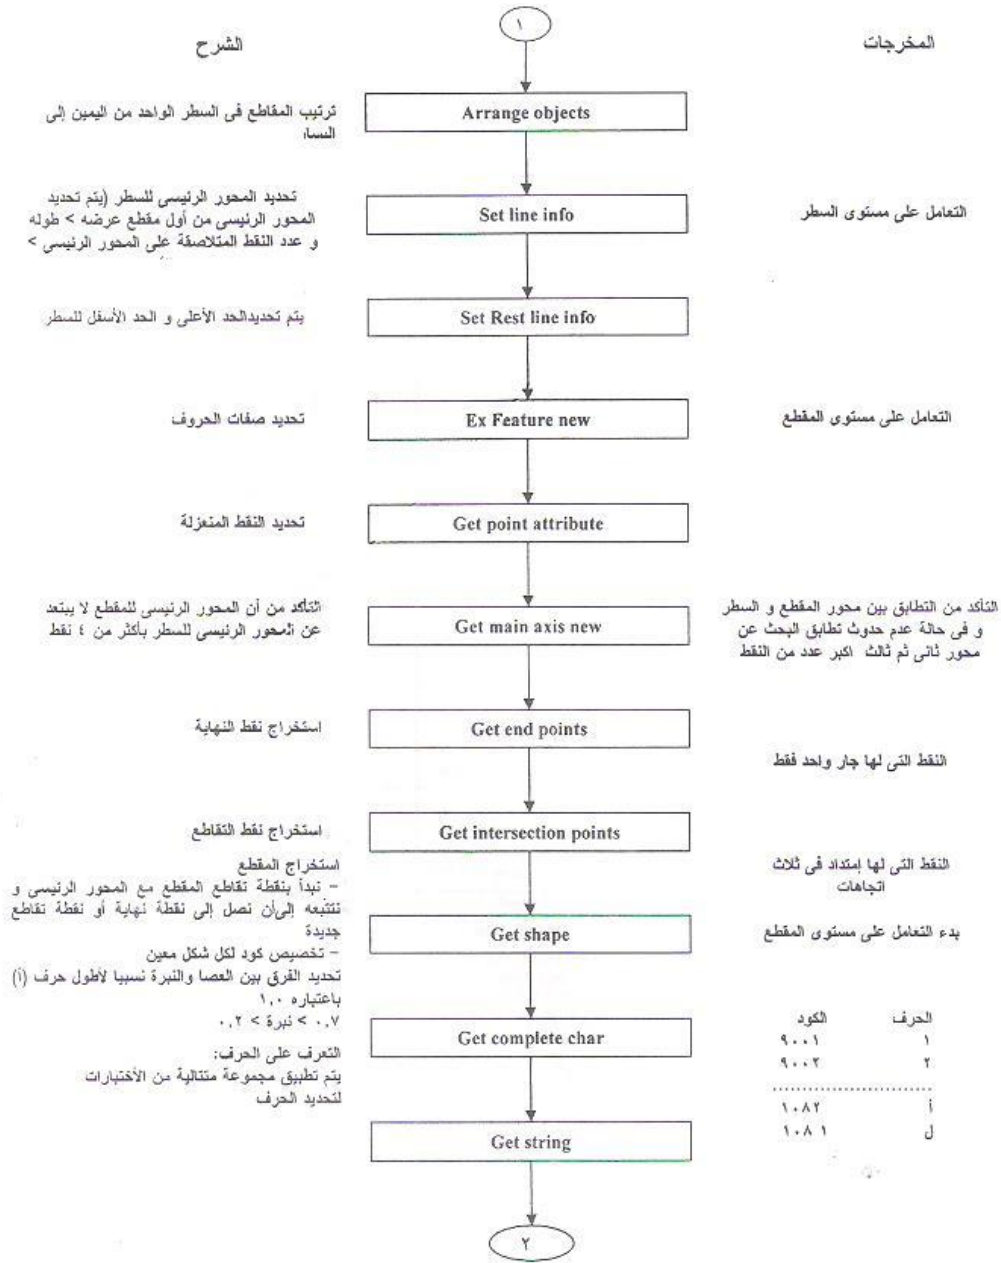 ١
الشرح
المخرجات
Arrange objects
ترتيب المقاطع فى السطر الواحد من اليمين إلى
Set line info
تحديد المحور الرئيسى للسطر (يتم تحديد
المحور الرئيسى من أول مقطع عرضه > طوله
و عدد النقط المتلاصقة على المحور الرئيسى >
التعامل على مستوى السطر
Set Rest line info
يتم تحديدالحد الأعلى و الحد الأسفل للسطر
Ex Feature new
تحديد صفات الحروف
التعامل على مستوى المقطع
Get point attribute
تحديد النقط المنعزلة
Get main axis new
التأكد من أن المحور الرئيسى للمقطع لا يبتعد
عن المحور الرئيسى للسطر بأكثر من ٤ نقط
التأكد من التطابق بين محور المقطع و السطر
و فى حالة عدم حدوث تطابق البحث عن
محور ثانى ثم ثالث اكبر عدد من النقط
Get end points
استخراج نقط النهاية
النقط التى لها جار واحد فقط
Get intersection points
استخراج نقط التقاطع
النقط التى لها إمتداد فى ثلاث
اتجاهات
Get shape
استخراج المقطع
– نبدأ بنقطة تقاطع المقطع مع المحور الرئيسى و
نتتبعه إلىأن نصل إلى نقطة نهاية أو نقطة تقاطع
جديدة
– تخصيص كود لكل شكل معين
تحديد الفرق بين العصا والنبرة نسبيا لأطول حرف (أ)
باعتباره ١,٠
٠,٧ > نبرة > ٠,٢
بدء التعامل على مستوى المقطع
Get complete char
التعرف على الحرف:
يتم تطبيق مجموعة متتالية من الأختبارات
لتحديد الحرف
الحرف الكود
١ ٩٠٠١
٢ ٩٠٠٢
......................
أ ١٠٨٢
ل ١٠٨١
Get string
٢